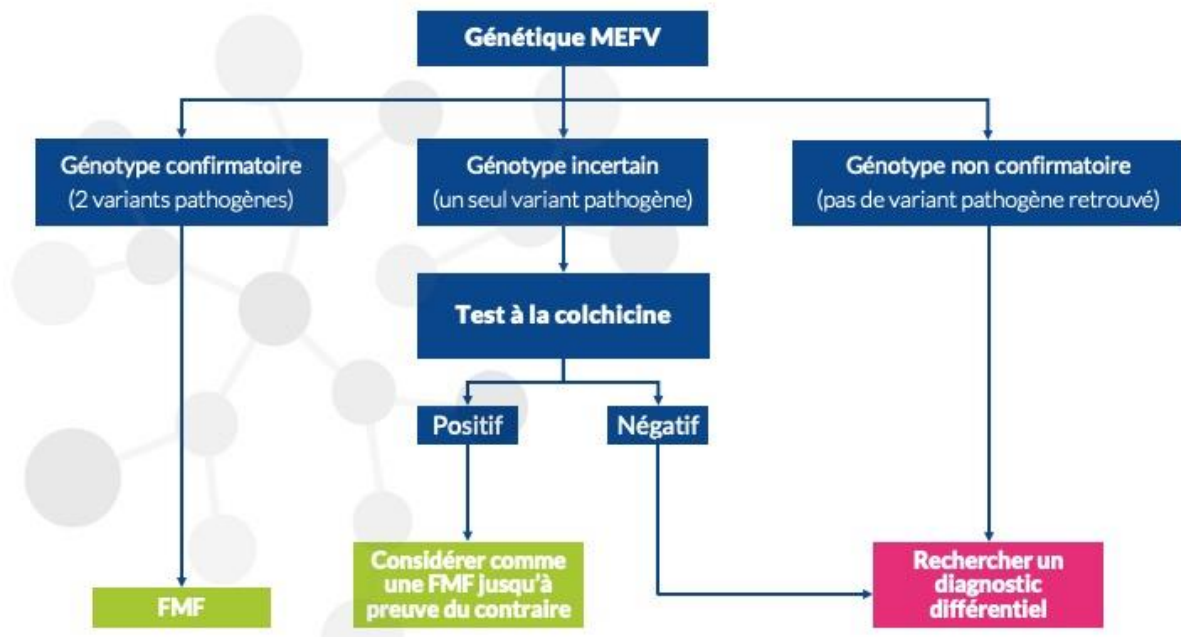 Génétique MEFV
Génotype confirmatoire
(2 variants pathogènes)
Génotype incertain
(un seul variant pathogène)
Génotype non confirmatoire
(pas de variant pathogène retrouvé)
Test à la colchicine
Positif
Négatif
FMF
Considérer comme
une FMF jusqu'à
preuve du contraire
Rechercher un
diagnostic
différentiel